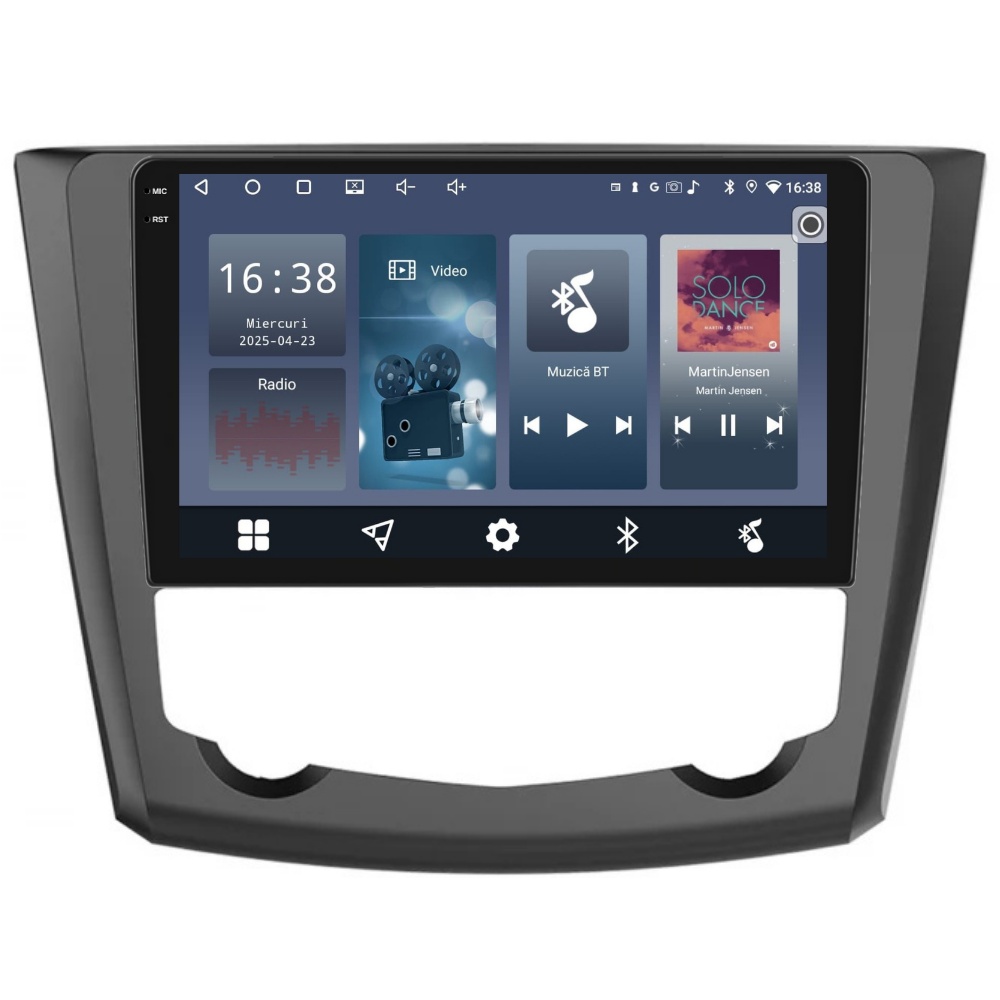 MIC
RST
G
16:38
16:38
Miercuri
2025-04-23
Radio
Video
Muzică BT
SOLO
DANCE
MARTIN JENSEN
MartinJensen
Martin Jensen